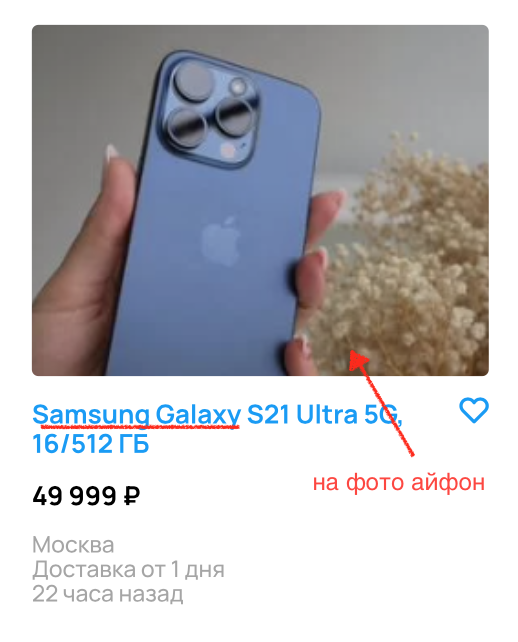 Samsung Galaxy S21 Ultra 5G,
16/512 ГБ
49 999 ₽
на фото айфон
Москва
Доставка от 1 дня
22 часа назад